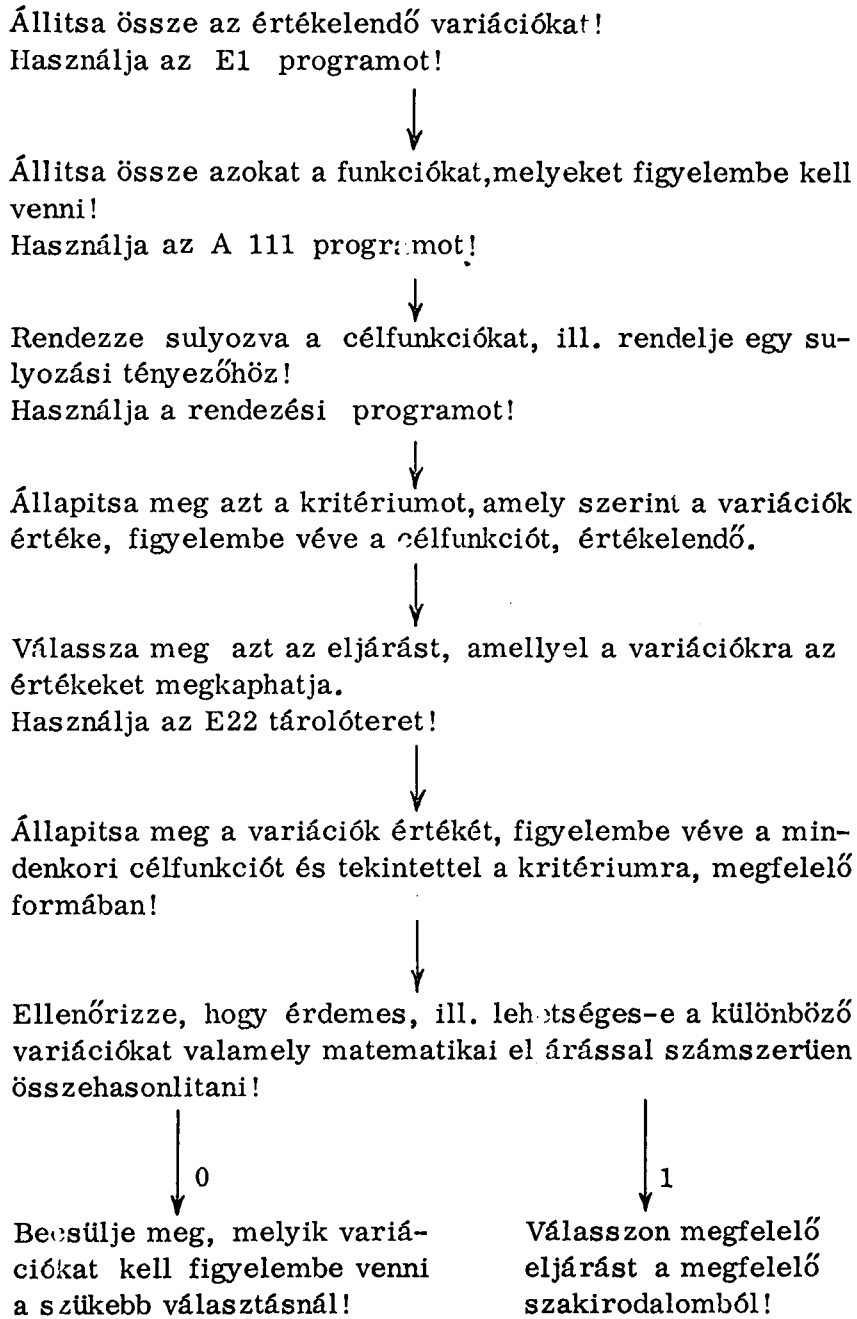 Állitsa össze az értékelendő variációkat!
Használja az E1 programot!
Állitsa össze azokat a funkciókat,melyeket figyelembe kell
venni!
Használja az A 111 programot!
Rendezze sulyozva a célfunkciókat, ill. rendelje egy su-
lyozási tényezőhöz!
Használja a rendezési programot!
Állapitsa meg azt a kritériumot, amely szerint a variációk
értéke, figyelembe véve a célfunkciót, értékelendő.
Válassza meg azt az eljárást, amellyel a variációkra az
értékeket megkaphatja.
Használja az E22 tárolóteret!
Állapitsa meg a variációk értékét, figyelembe véve a min-
denkori célfunkciót és tekintettel a kritériumra, megfelelő
formában!
Ellenőrizze, hogy érdemes, ill. lehetséges-e a különböző
variációkat valamely matematikai eljárással számszerüen
összehasonlitani!
0
1
Becsülje meg, melyik variá-
ciókat kell figyelembe venni
a szükebb választásnál!
Válasszon megfelelő
eljárást a megfelelő
szakirodalomból!